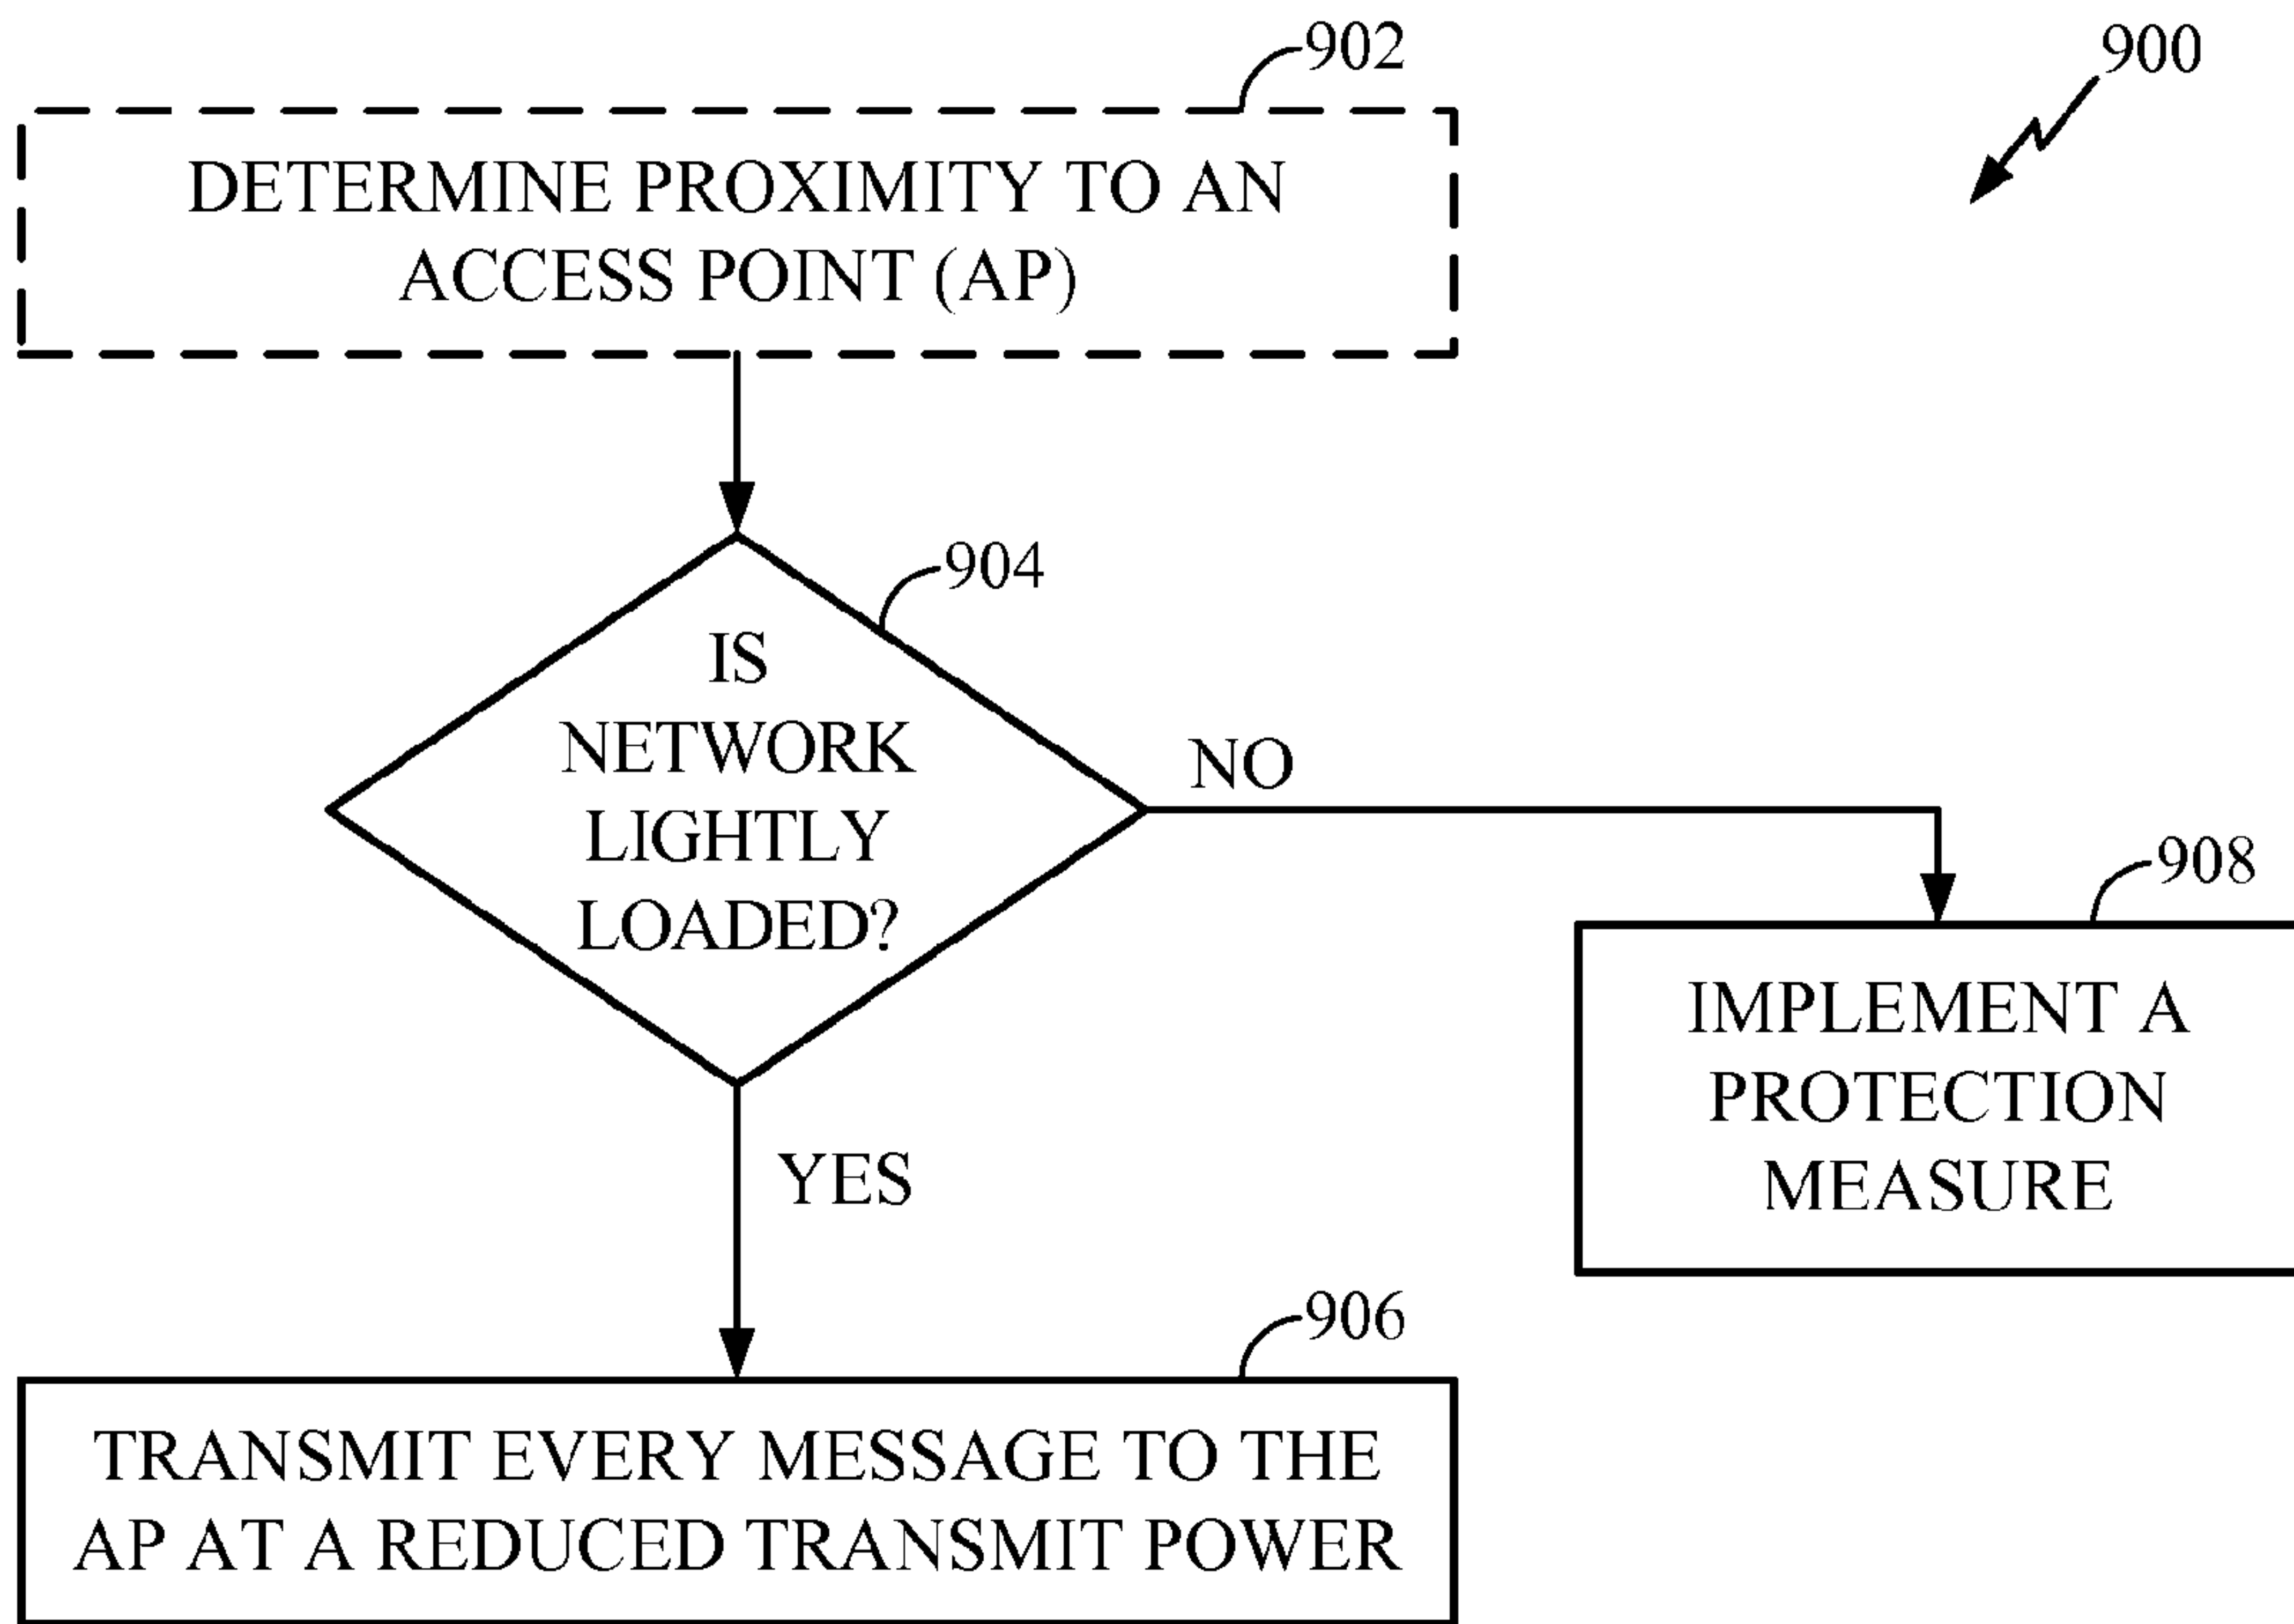 902
900
DETERMINE PROXIMITY TO AN
ACCESS POINT (AP)
904
IS
NETWORK
LIGHTLY
LOADED?
NO
908
IMPLEMENT A
PROTECTION
MEASURE
YES
906
TRANSMIT EVERY MESSAGE TO THE
AP AT A REDUCED TRANSMIT POWER